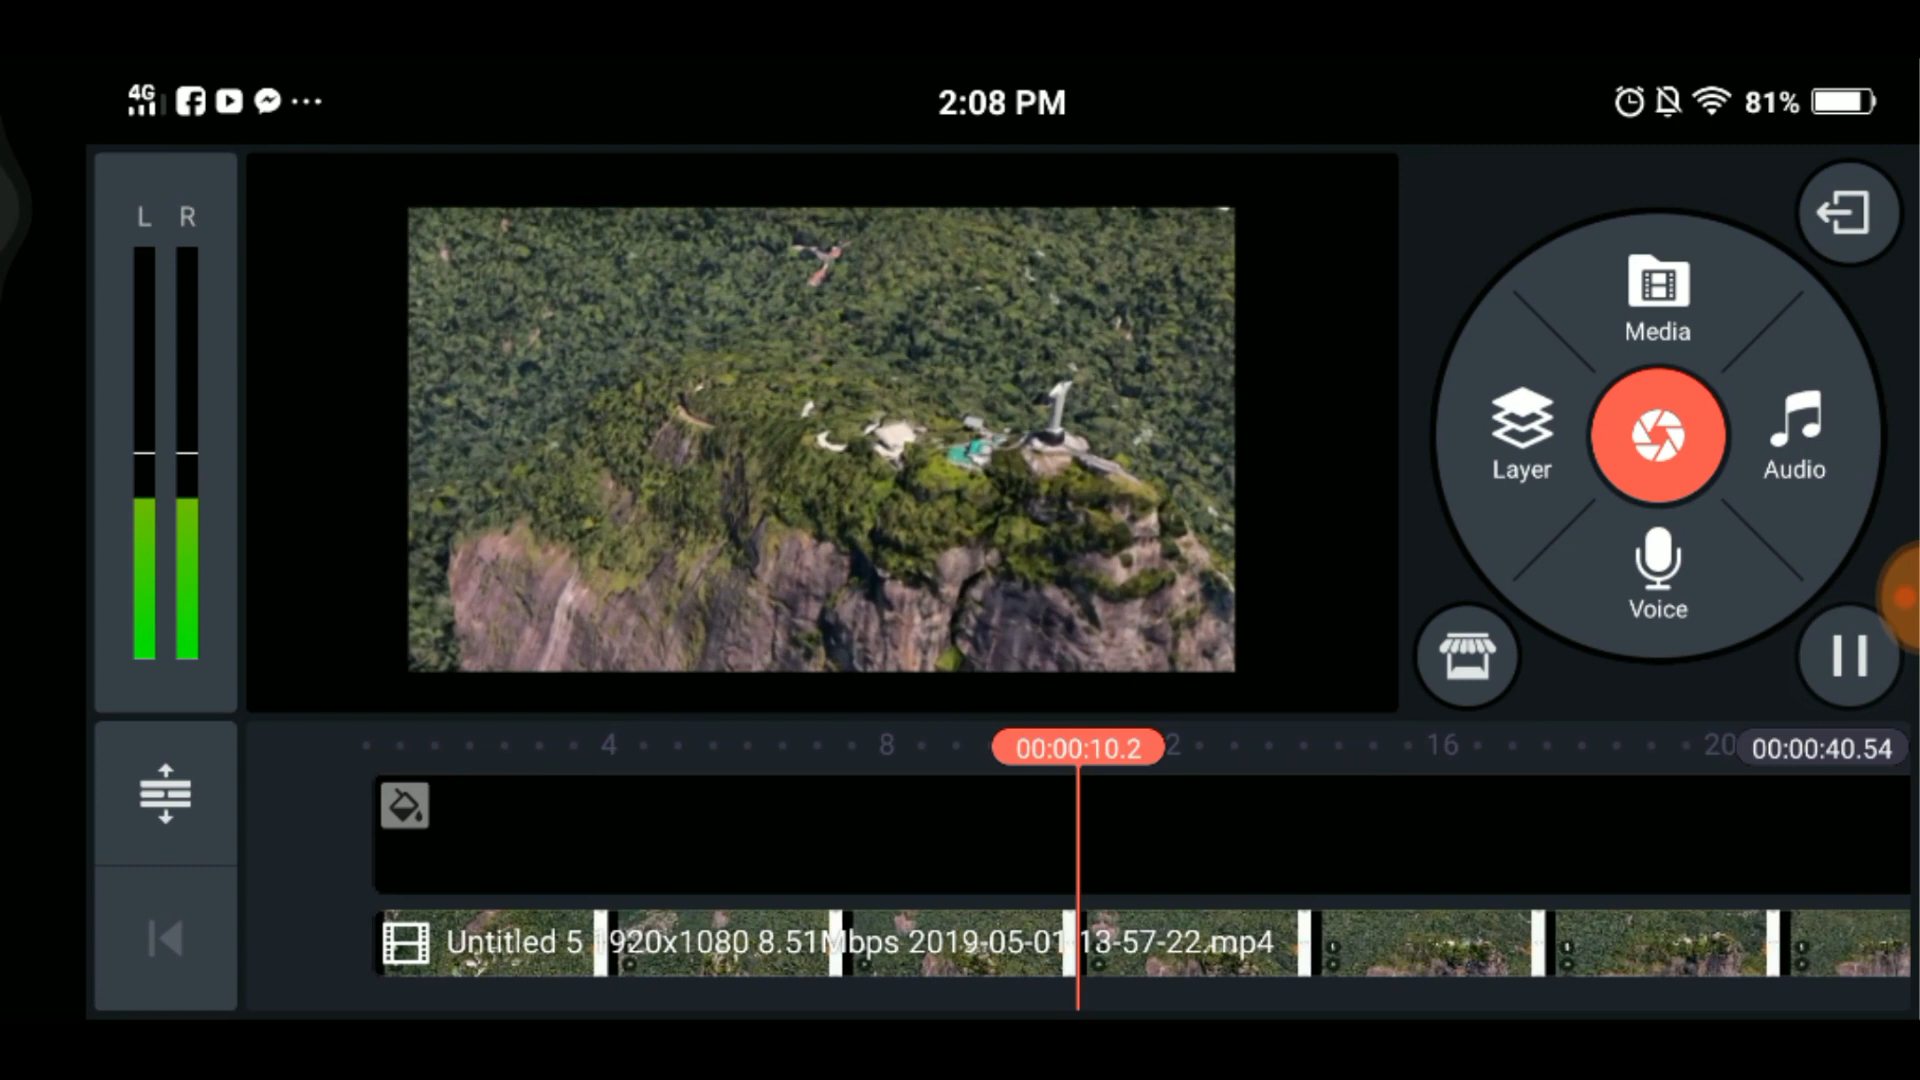 4G
2:08 PM
81%
L R
Media
Layer
Audio
Voice
4 8 00:00:10.2 2 16 20 00:00:40.54
Untitled 5 1920x1080 8.51Mbps 2019-05-01 13-57-22.mp4